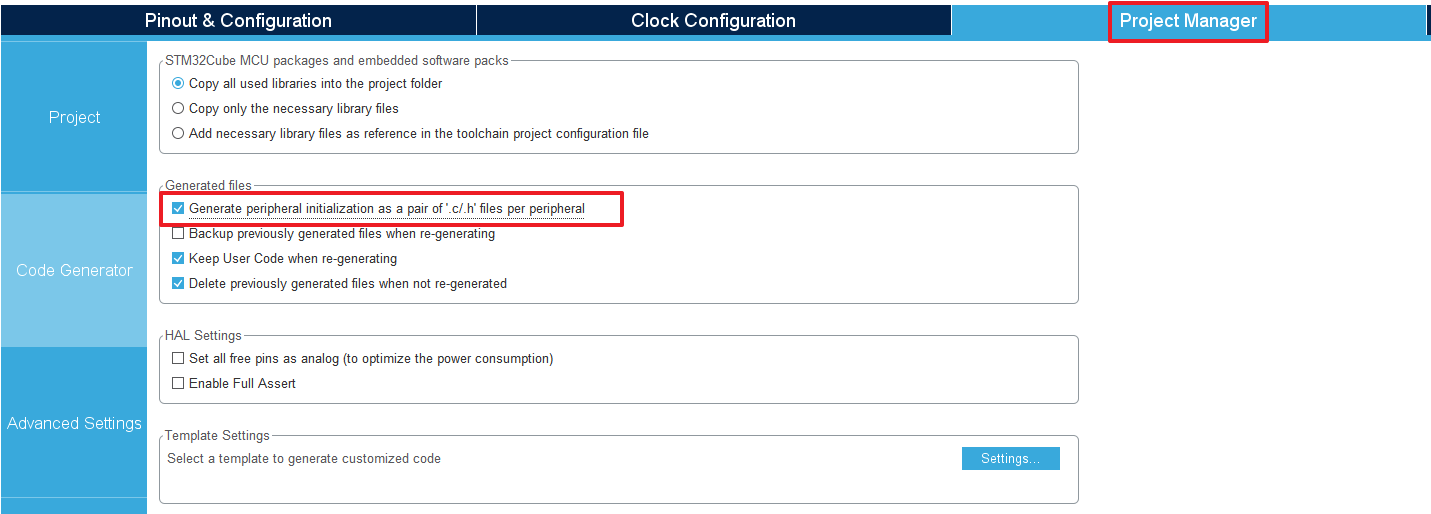 Pinout & Configuration
Clock Configuration
Project Manager
Project
Code Generator
Advanced Settings
STM32Cube MCU packages and embedded software packs
Copy all used libraries into the project folder
Copy only the necessary library files
Add necessary library files as reference in the toolchain project configuration file
Generated files
Generate peripheral initialization as a pair of '.c/.h' files per peripheral
Backup previously generated files when re-generating
Keep User Code when re-generating
Delete previously generated files when not re-generated
HAL Settings
Set all free pins as analog (to optimize the power consumption)
Enable Full Assert
Template Settings
Select a template to generate customized code
Settings...